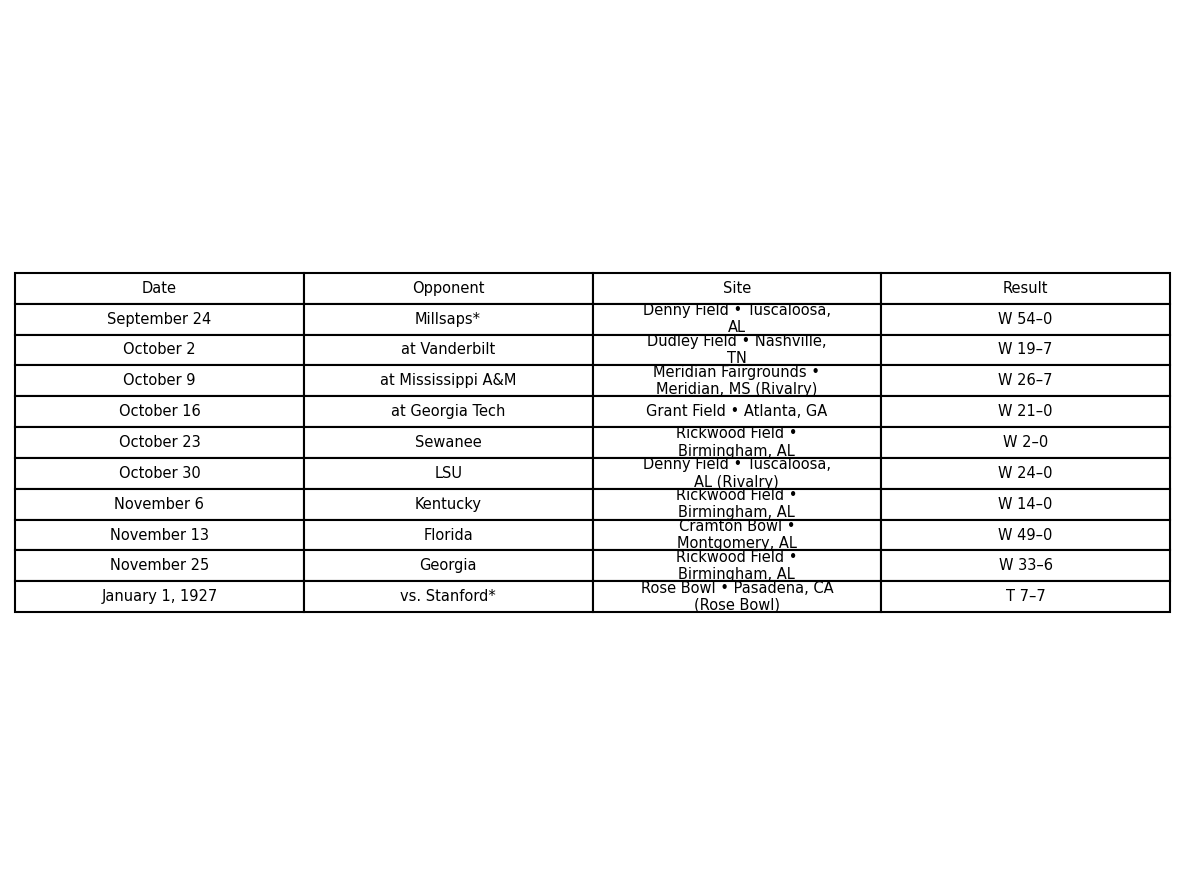 Date Opponent Site Result
September 24 Millsaps* Denny Field • Tuscaloosa,
AL W 54–0
October 2 at Vanderbilt Dudley Field • Nashville,
TN W 19–7
October 9 at Mississippi A&M Meridian Fairgrounds •
Meridian, MS (Rivalry) W 26–7
October 16 at Georgia Tech Grant Field • Atlanta, GA W 21–0
October 23 Sewanee Rickwood Field •
Birmingham, AL W 2–0
October 30 LSU Denny Field • Tuscaloosa,
AL (Rivalry) W 24–0
November 6 Kentucky Rickwood Field •
Birmingham, AL W 14–0
November 13 Florida Cramton Bowl •
Montgomery, AL W 49–0
November 25 Georgia Rickwood Field •
Birmingham, AL W 33–6
January 1, 1927 vs. Stanford* Rose Bowl • Pasadena, CA
(Rose Bowl) T 7–7